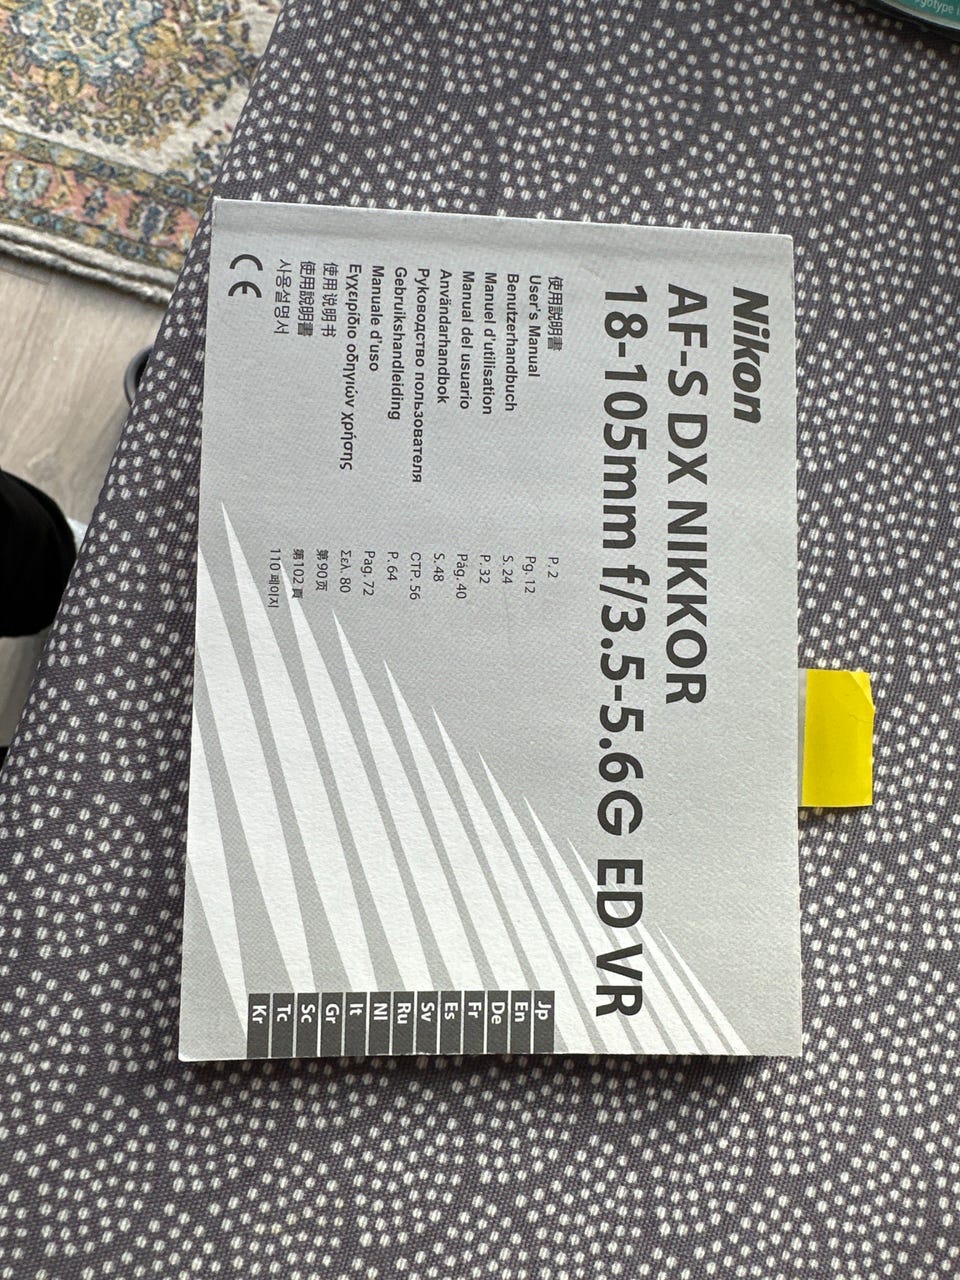 Nikon
AF-S DX NIKKOR
18-105mm f/3.5-5.6G ED VR
使用説明書 P. 2
User's Manual Pg. 12
Benutzerhandbuch S. 24
Manuel d'utilisation P. 32
Manual del usuario Pág. 40
Användarhandbok S. 48
Руководство пользователя СТР. 56
Gebruikshandleiding P. 64
Manuale d'uso Pag. 72
Εγχειρίδιο οδηγιών χρήσης Σελ. 80
使用说明书 第90页
使用說明書 第102頁
사용설명서 110 페이지
CE
Jp
En
De
Fr
Es
Sv
Ru
Nl
It
Gr
Sc
Tc
Kr